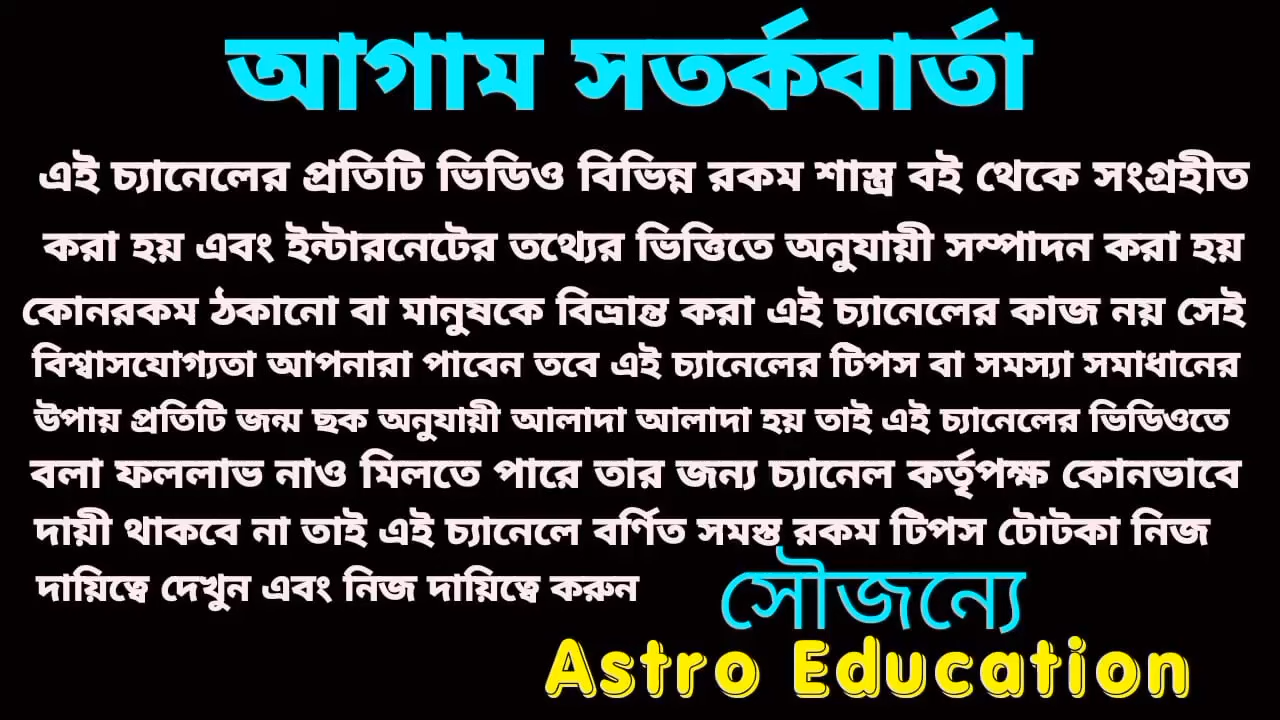 আগাম সতর্কবার্তা
এই চ্যানেলের প্রতিটি ভিডিও বিভিন্ন রকম শাস্ত্র বই থেকে সংগ্রহীত
করা হয় এবং ইন্টারনেটের তথ্যের ভিত্তিতে অনুযায়ী সম্পাদন করা হয়
কোনরকম ঠকানো বা মানুষকে বিভ্রান্ত করা এই চ্যানেলের কাজ নয় সেই
বিশ্বাসযোগ্যতা আপনারা পাবেন তবে এই চ্যানেলের টিপস বা সমস্যা সমাধানের
উপায় প্রতিটি জন্ম ছক অনুযায়ী আলাদা আলাদা হয় তাই এই চ্যানেলের ভিডিওতে
বলা ফললাভ নাও মিলতে পারে তার জন্য চ্যানেল কর্তৃপক্ষ কোনভাবে
দায়ী থাকবে না তাই এই চ্যানেলে বর্ণিত সমস্ত রকম টিপস টোটকা নিজ
দায়িত্বে দেখুন এবং নিজ দায়িত্বে করুন
সৌজন্যে
Astro Education